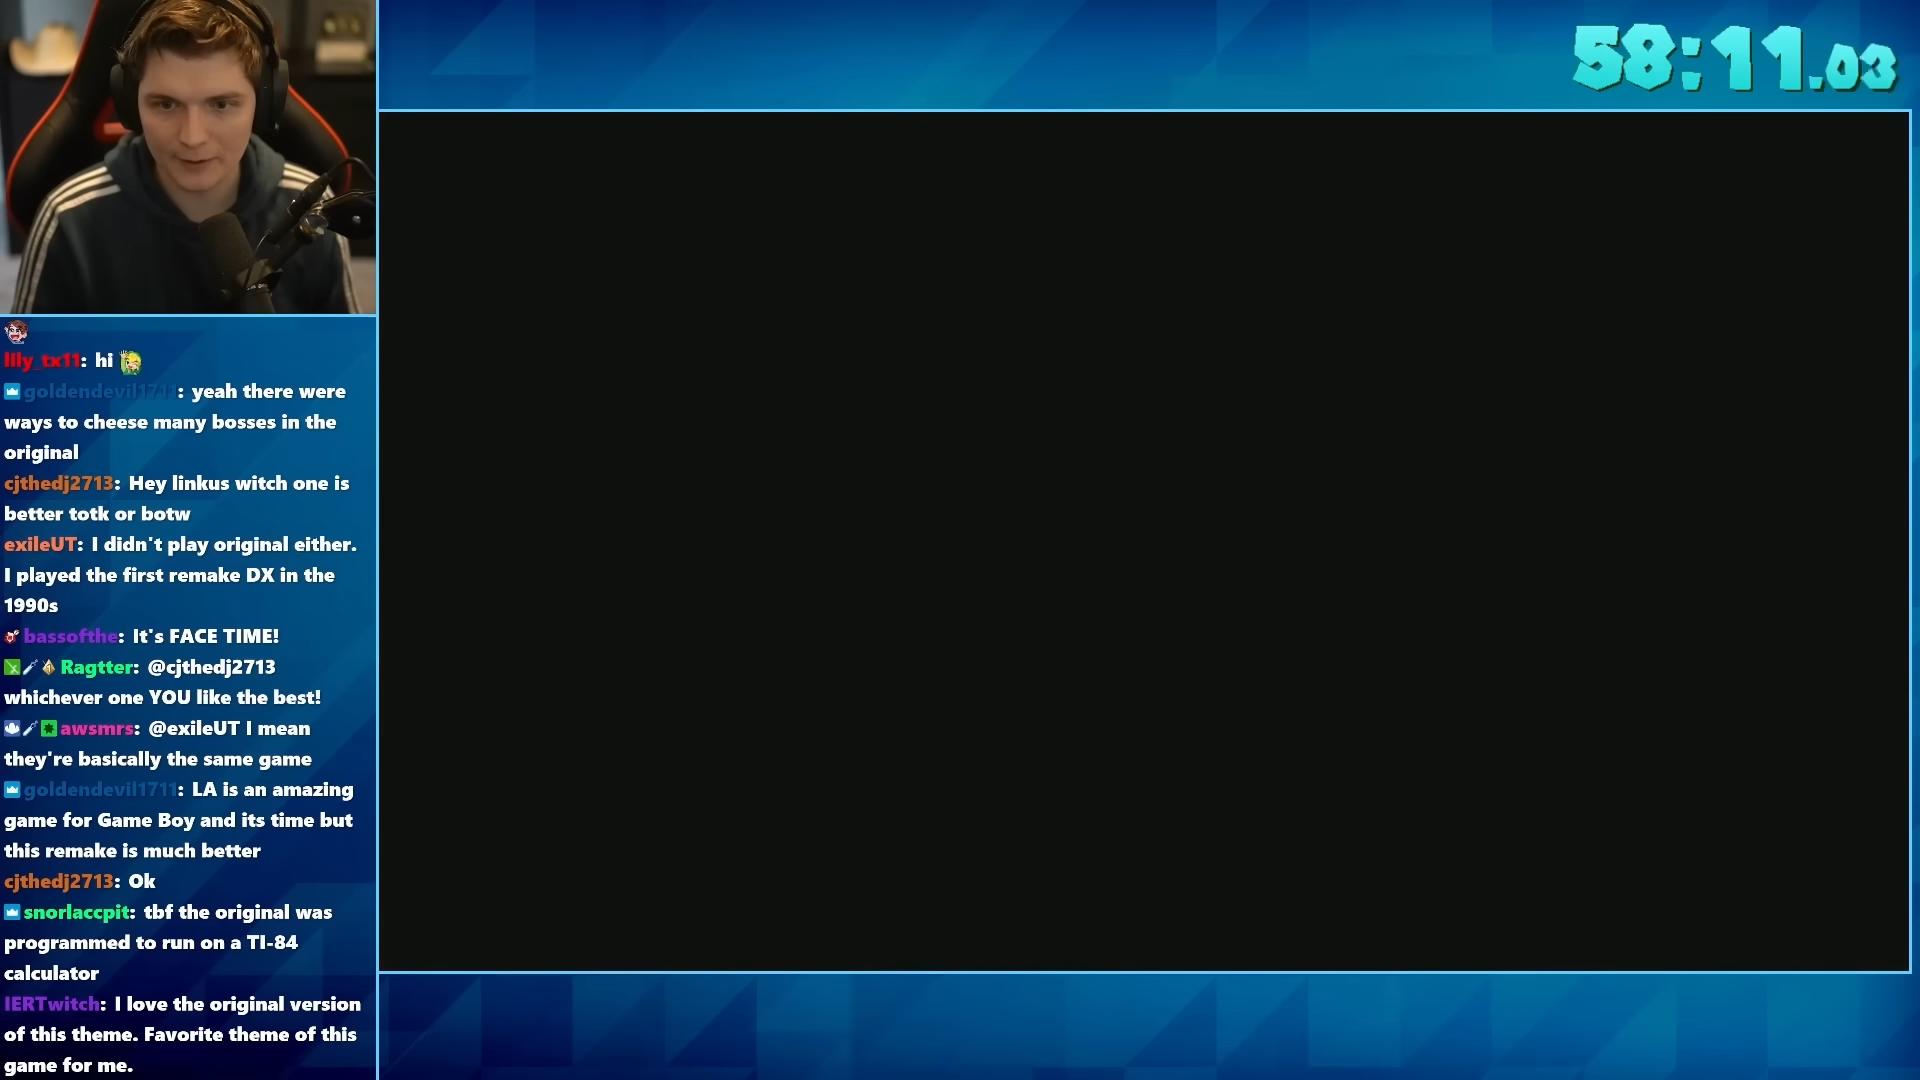 58:11.03
lily_tx11: hi
goldendevil1711: yeah there were
ways to cheese many bosses in the
original
cjthedj2713: Hey linkus witch one is
better totk or botw
exileUT: I didn't play original either.
I played the first remake DX in the
1990s
bassofthe: It's FACE TIME!
Ragtter: @cjthedj2713
whichever one YOU like the best!
awsmrs: @exileUT I mean
they're basically the same game
goldendevil1711: LA is an amazing
game for Game Boy and its time but
this remake is much better
cjthedj2713: Ok
snorlaccpit: tbf the original was
programmed to run on a TI-84
calculator
IERTwitch: I love the original version
of this theme. Favorite theme of this
game for me.